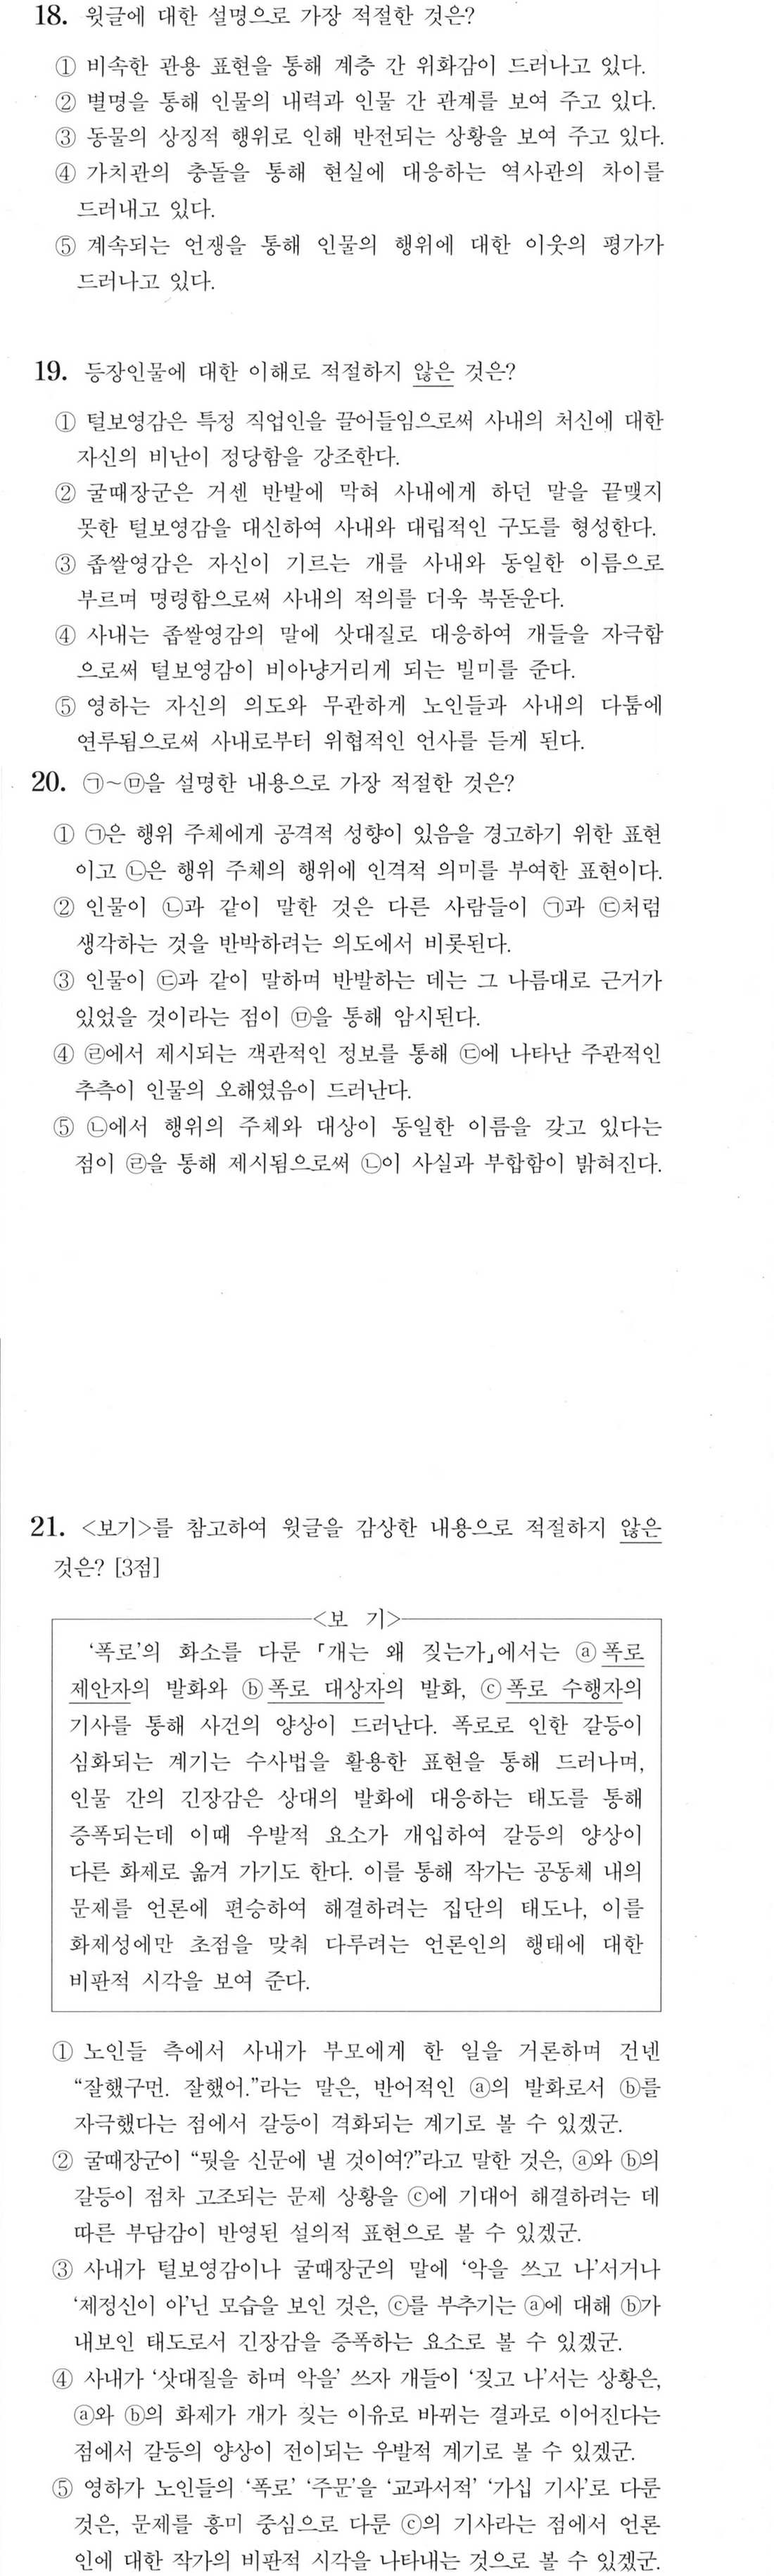 18. 윗글에 대한 설명으로 가장 적절한 것은?
① 비속한 관용 표현을 통해 계층 간 위화감이 드러나고 있다.
② 별명을 통해 인물의 내력과 인물 간 관계를 보여 주고 있다.
③ 동물의 상징적 행위로 인해 반전되는 상황을 보여 주고 있다.
④ 가치관의 충돌을 통해 현실에 대응하는 역사관의 차이를
드러내고 있다.
⑤ 계속되는 언쟁을 통해 인물의 행위에 대한 이웃의 평가가
드러나고 있다.
19. 등장인물에 대한 이해로 적절하지 않은 것은?
① 털보영감은 특정 직업인을 끌어들임으로써 사내의 처신에 대한
자신의 비난이 정당함을 강조한다.
② 굴때장군은 거센 반발에 막혀 사내에게 하던 말을 끝맺지
못한 털보영감을 대신하여 사내와 대립적인 구도를 형성한다.
③ 좁쌀영감은 자신이 기르는 개를 사내와 동일한 이름으로
부르며 명령함으로써 사내의 적의를 더욱 북돋운다.
④ 사내는 좁쌀영감의 말에 삿대질로 대응하여 개들을 자극함
으로써 털보영감이 비아냥거리게 되는 빌미를 준다.
⑤ 영하는 자신의 의도와 무관하게 노인들과 사내의 다툼에
연루됨으로써 사내로부터 위협적인 언사를 듣게 된다.
20. ㉠~㉤을 설명한 내용으로 가장 적절한 것은?
① ㉠은 행위 주체에게 공격적 성향이 있음을 경고하기 위한 표현
이고 ㉡은 행위 주체의 행위에 인격적 의미를 부여한 표현이다.
② 인물이 ㉡과 같이 말한 것은 다른 사람들이 ㉠과 ㉢처럼
생각하는 것을 반박하려는 의도에서 비롯된다.
③ 인물이 ㉢과 같이 말하며 반발하는 데는 그 나름대로 근거가
있었을 것이라는 점이 ㉤을 통해 암시된다.
④ ㉣에서 제시되는 객관적인 정보를 통해 ㉢에 나타난 주관적인
추측이 인물의 오해였음이 드러난다.
⑤ ㉡에서 행위의 주체와 대상이 동일한 이름을 갖고 있다는
점이 ㉣을 통해 제시됨으로써 ㉡이 사실과 부합함이 밝혀진다.
21. <보기>를 참고하여 윗글을 감상한 내용으로 적절하지 않은
것은? [3점]
<보 기>
‘폭로’의 화소를 다룬 「개는 왜 짖는가」에서는 ⓐ폭로
제안자의 발화와 ⓑ폭로 대상자의 발화, ⓒ폭로 수행자의
기사를 통해 사건의 양상이 드러난다. 폭로로 인한 갈등이
심화되는 계기는 수사법을 활용한 표현을 통해 드러나며,
인물 간의 긴장감은 상대의 발화에 대응하는 태도를 통해
증폭되는데 이때 우발적 요소가 개입하여 갈등의 양상이
다른 화제로 옮겨 가기도 한다. 이를 통해 작가는 공동체 내의
문제를 언론에 편승하여 해결하려는 집단의 태도나, 이를
화제성에만 초점을 맞춰 다루려는 언론인의 행태에 대한
비판적 시각을 보여 준다.
① 노인들 측에서 사내가 부모에게 한 일을 거론하며 건넨
“잘했구먼. 잘했어.”라는 말은, 반어적인 ⓐ의 발화로서 ⓑ를
자극했다는 점에서 갈등이 격화되는 계기로 볼 수 있겠군.
② 굴때장군이 “뭣을 신문에 낼 것이여?”라고 말한 것은, ⓐ와 ⓑ의
갈등이 점차 고조되는 문제 상황을 ⓒ에 기대어 해결하려는 데
따른 부담감이 반영된 설의적 표현으로 볼 수 있겠군.
③ 사내가 털보영감이나 굴때장군의 말에 ‘악을 쓰고 나’서거나
‘제정신이 아’닌 모습을 보인 것은, ⓒ를 부추기는 ⓐ에 대해 ⓑ가
내보인 태도로서 긴장감을 증폭하는 요소로 볼 수 있겠군.
④ 사내가 ‘삿대질을 하며 악을’ 쓰자 개들이 ‘짖고 나’서는 상황은,
ⓐ와 ⓑ의 화제가 개가 짖는 이유로 바뀌는 결과로 이어진다는
점에서 갈등의 양상이 전이되는 우발적 계기로 볼 수 있겠군.
⑤ 영하가 노인들의 ‘폭로’ ‘주문’을 ‘교과서적’ ‘가십 기사’로 다룬
것은, 문제를 흥미 중심으로 다룬 ⓒ의 기사라는 점에서 언론
인에 대한 작가의 비판적 시각을 나타내는 것으로 볼 수 있겠군.